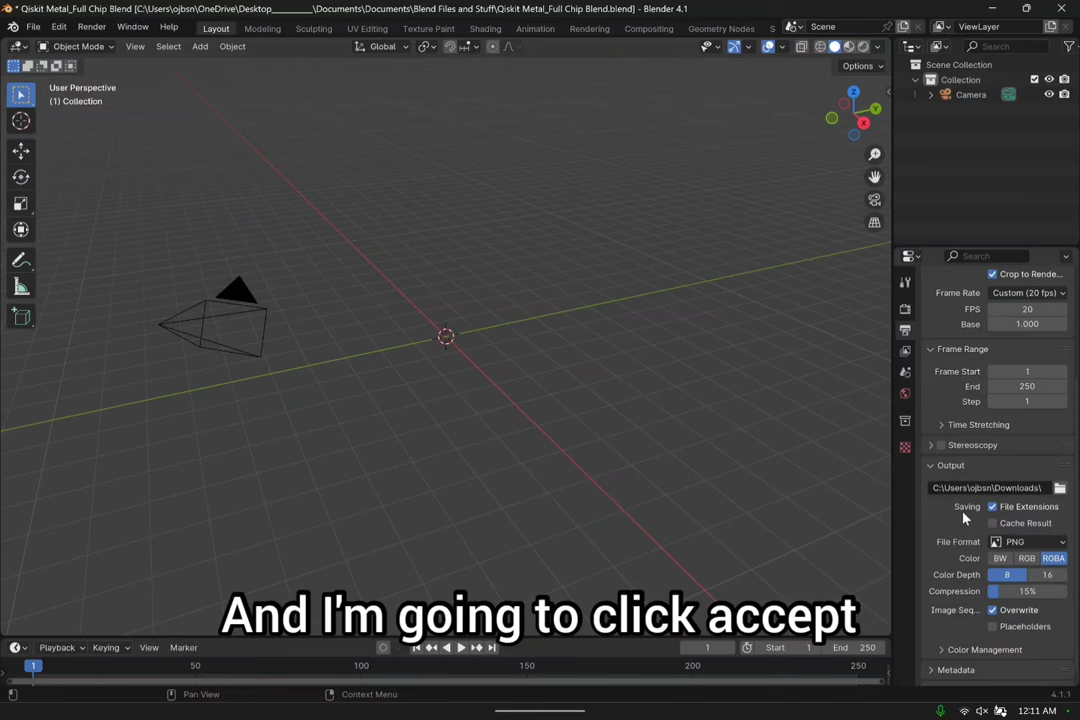 * Qiskit Metal_Full Chip Blend [C:\Users\ojbsn\OneDrive\Desktop_________\Documents\Documents\Blend Files and Stuff\Qiskit Metal_Full Chip Blend.blend] - Blender 4.1
File Edit Render Window Help Layout Modeling Sculpting UV Editing Texture Paint Shading Animation Rendering Compositing Geometry Nodes S Scene ViewLayer
Object Mode View Select Add Object Global Search
Options
Scene Collection
Collection
Camera
User Perspective
(1) Collection
Z
Y
X
Search
Crop to Rende...
Frame Rate Custom (20 fps)
FPS 20
Base 1.000
Frame Range
Frame Start 1
End 250
Step 1
Time Stretching
Stereoscopy
Output
C:\Users\ojbsn\Downloads\
Saving File Extensions
Cache Result
File Format PNG
Color BW RGB RGBA
Color Depth 8 16
Compression 15%
Image Seq... Overwrite
Placeholders
Color Management
Metadata
And I'm going to click accept
Playback Keying View Marker 1 Start 1 End 250
1 50 100 150 200 250
Pan View Context Menu 4.1.1
12:11 AM